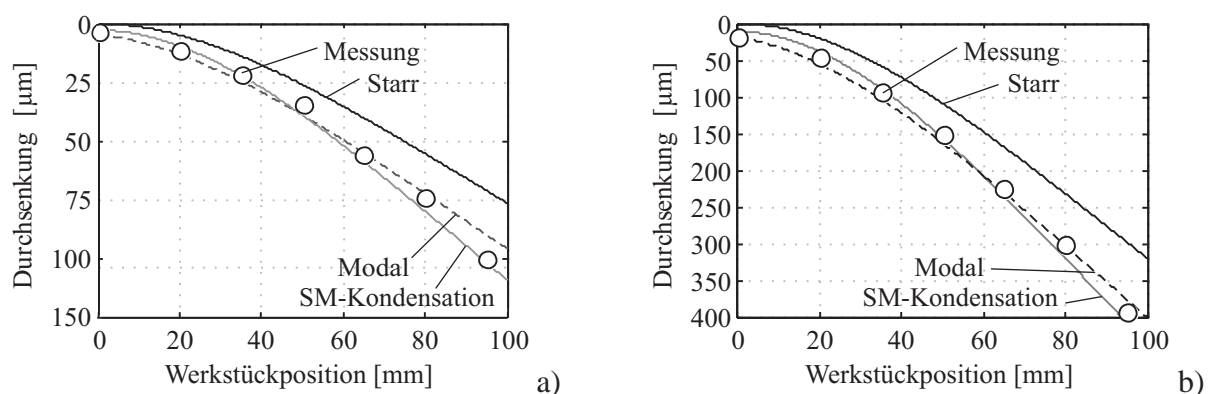 0
25
50
75
100
150
Durchsenkung [µm]
Messung
Starr
Modal
SM-Kondensation
0 20 40 60 80 100
Werkstückposition [mm]
a)
0
50
100
150
200
250
300
350
400
Durchsenkung [µm]
Messung
Starr
Modal
SM-Kondensation
0 20 40 60 80 100
Werkstückposition [mm]
b)